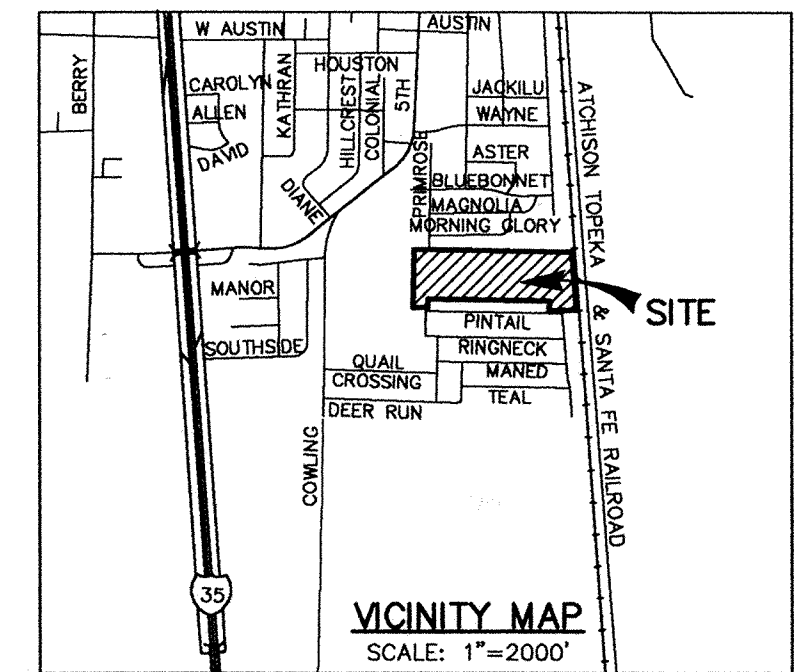 W AUSTIN
AUSTIN
HOUSTON
BERRY
CAROLYN
KATHRAN
HILLCREST
COLONIAL
5TH
JACKILU
ALLEN
WAYNE
DAVID
ASTER
PRIMROSE
BLUEBONNET
DIANE
MAGNOLIA
MORNING GLORY
ATCHISON TOPEKA & SANTA FE RAILROAD
MANOR
SITE
PINTAIL
SOUTHSIDE
RINGNECK
QUAIL
CROSSING
MANED
TEAL
DEER RUN
COWLING
35
VICINITY MAP
SCALE: 1"=2000'